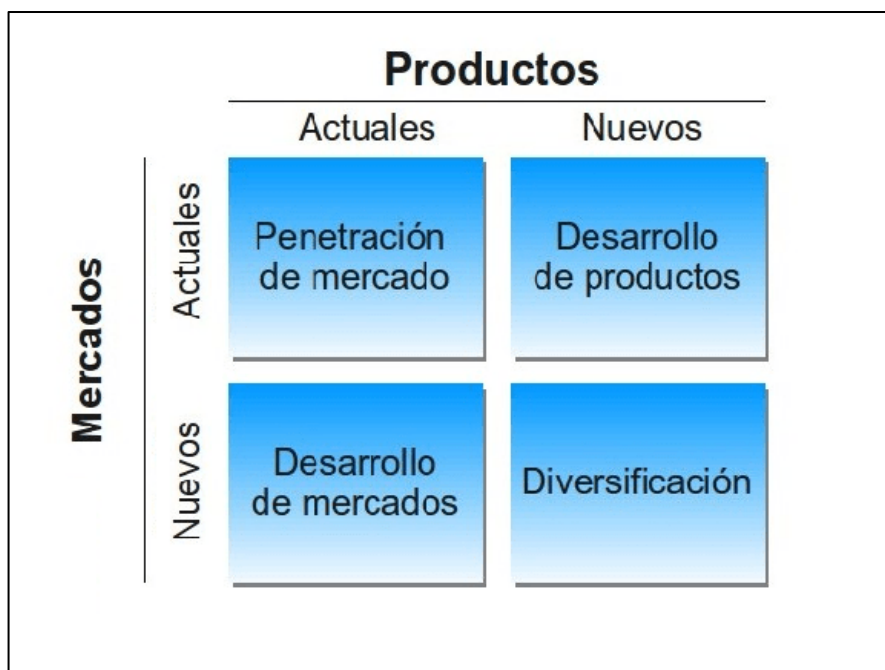 Productos
Actuales
Nuevos
Mercados
Actuales
Penetración
de mercado
Desarrollo
de productos
Nuevos
Desarrollo
de mercados
Diversificación